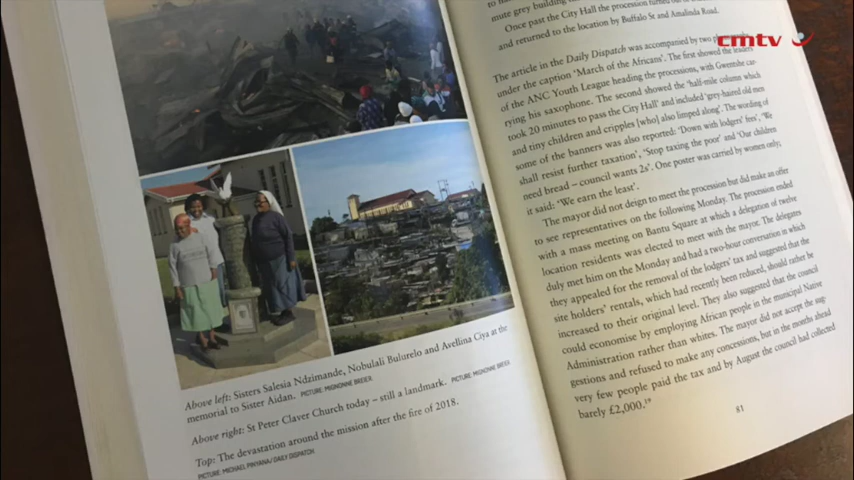 cmtv
mute grey building
Once past the City Hall the procession turned
and returned to the location by Buffalo St and Amalinda Road.
The article in the Daily Dispatch was accompanied by two
under the caption ‘March of the Africans’. The first showed the leaders
of the ANC Youth League heading the processions, with Gwentshe car-
rying his saxophone. The second showed the ‘half-mile column which
took 20 minutes to pass the City Hall’ and included ‘grey-haired old men
and tiny children and cripples [who] also limped along’. The wording of
some of the banners was also reported: ‘Down with lodgers’ fees’, ‘We
shall resist further taxation’, ‘Stop taxing the poor’ and ‘Our children
need bread – council wants 2s’. One poster was carried by women only;
it said: ‘We earn the least’.
The mayor did not deign to meet the procession but did make an offer
to see representatives on the following Monday. The procession ended
with a mass meeting on Bantu Square at which a delegation of twelve
location residents was elected to meet with the mayor. The delegates
duly met him on the Monday and had a two-hour conversation in which
they appealed for the removal of the lodgers’ tax and suggested that the
site holders’ rentals, which had recently been reduced, should rather be
increased to their original level. They also suggested that the council
could economise by employing African people in the municipal Native
Administration rather than whites. The mayor did not accept the sug-
gestions and refused to make any concessions, but in the months ahead
very few people paid the tax and by August the council had collected
barely £2,000.¹⁹
81
Above left: Sisters Salesia Ndzimande, Nobulali Bulurelo and Avellina Ciya at the
memorial to Sister Aidan. PICTURE: MIGNONNE BREIER
Above right: St Peter Claver Church today – still a landmark. PICTURE: MIGNONNE BREIER
Top: The devastation around the mission after the fire of 2018.
PICTURE: MICHAEL PINYANA/ DAILY DISPATCH